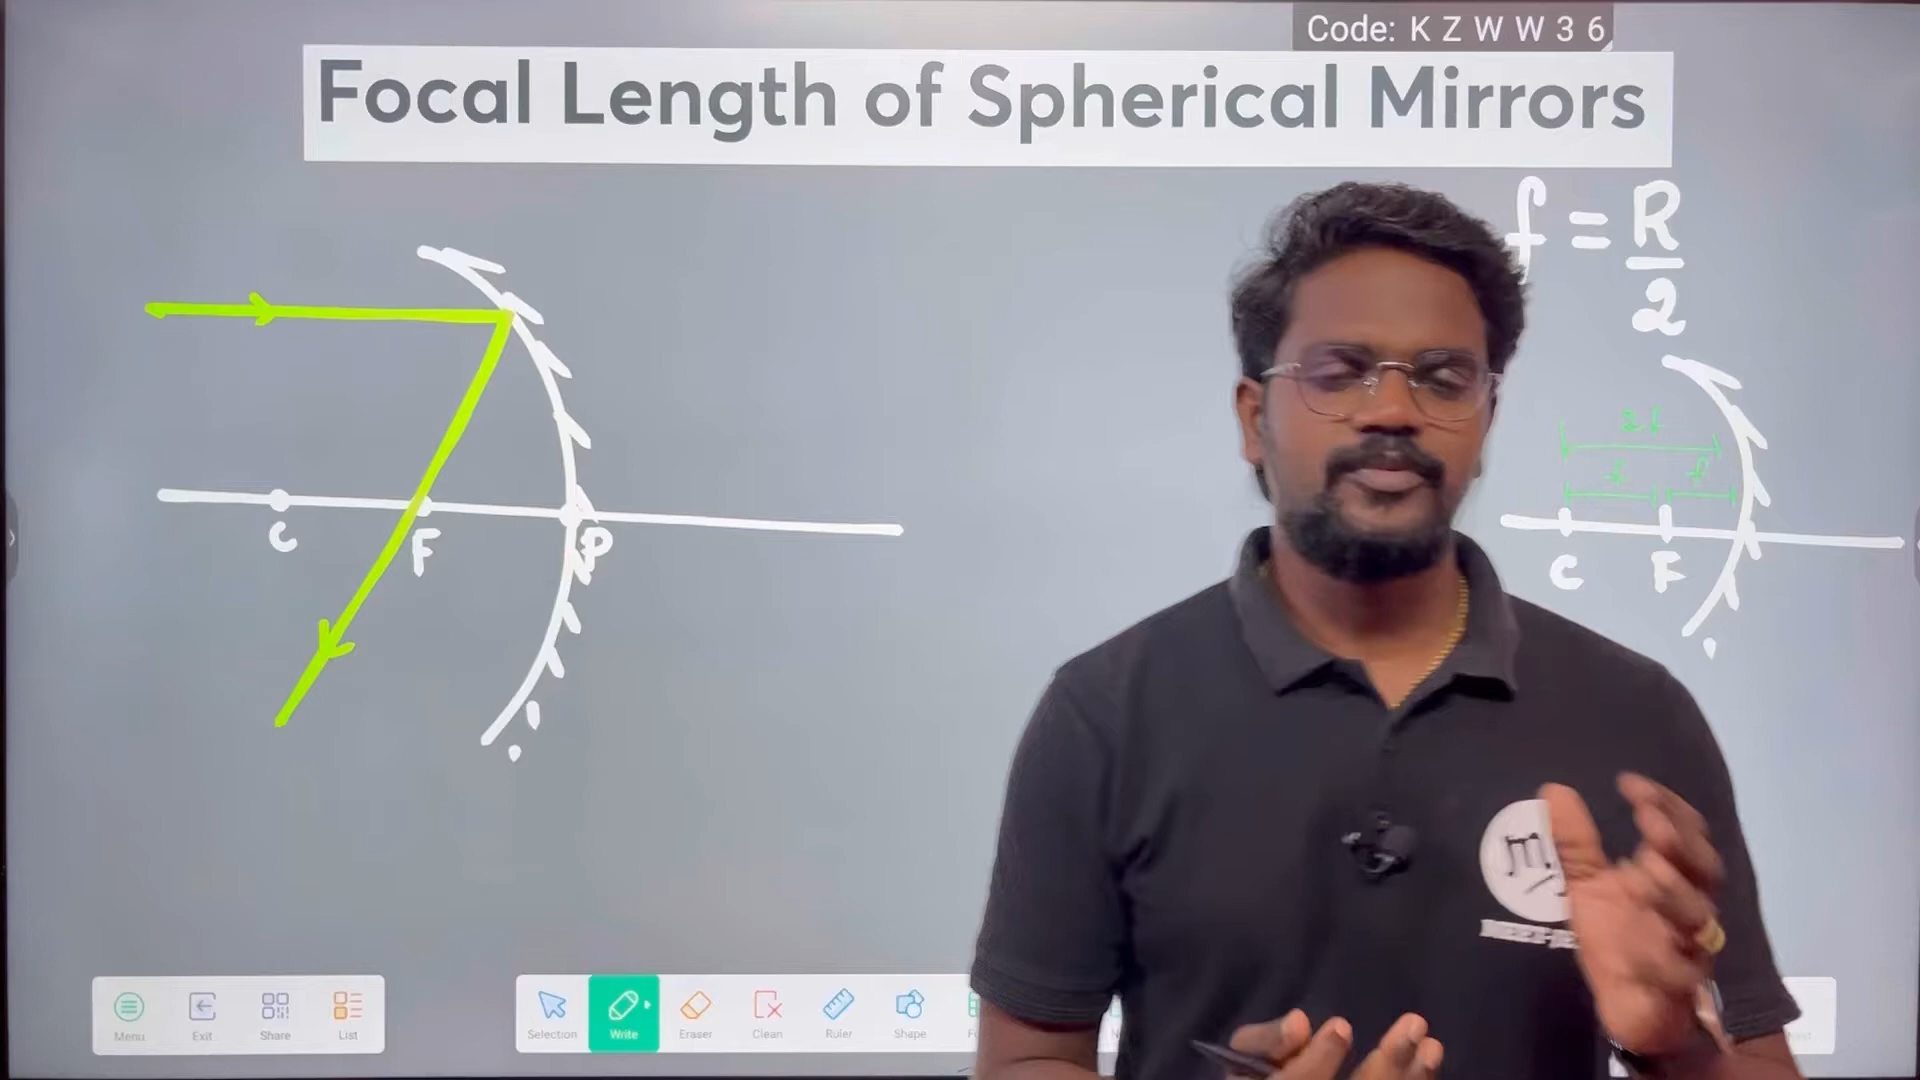 Code: K Z W W 3 6
Focal Length of Spherical Mirrors
f = R
2
2f
f f
C F P
C F
Menu Exit Share List
Selection Write Eraser Clean Ruler Shape